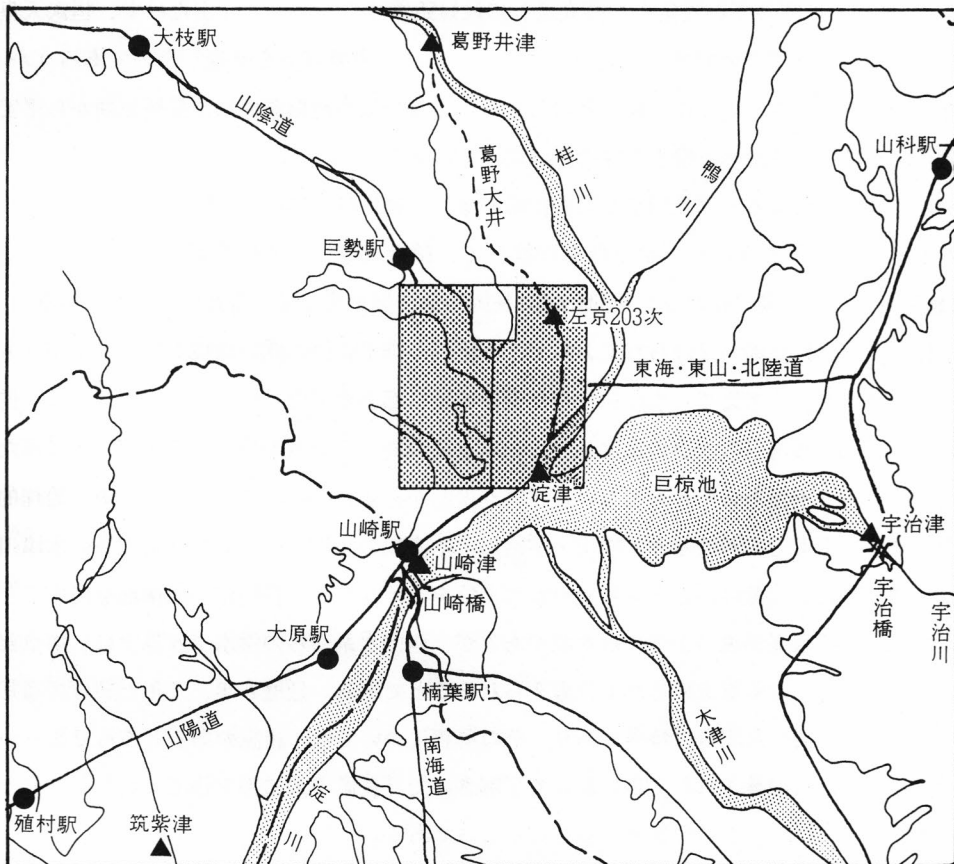 大枝駅
葛野井津
山陰道
葛野大井
桂川
鴨川
山科駅
巨勢駅
左京203次
東海・東山・北陸道
巨椋池
淀津
宇治津
山崎駅
山崎津
山崎橋
宇治橋
宇治川
大原駅
楠葉駅
木津川
山陽道
南海道
淀川
殖村駅
筑紫津